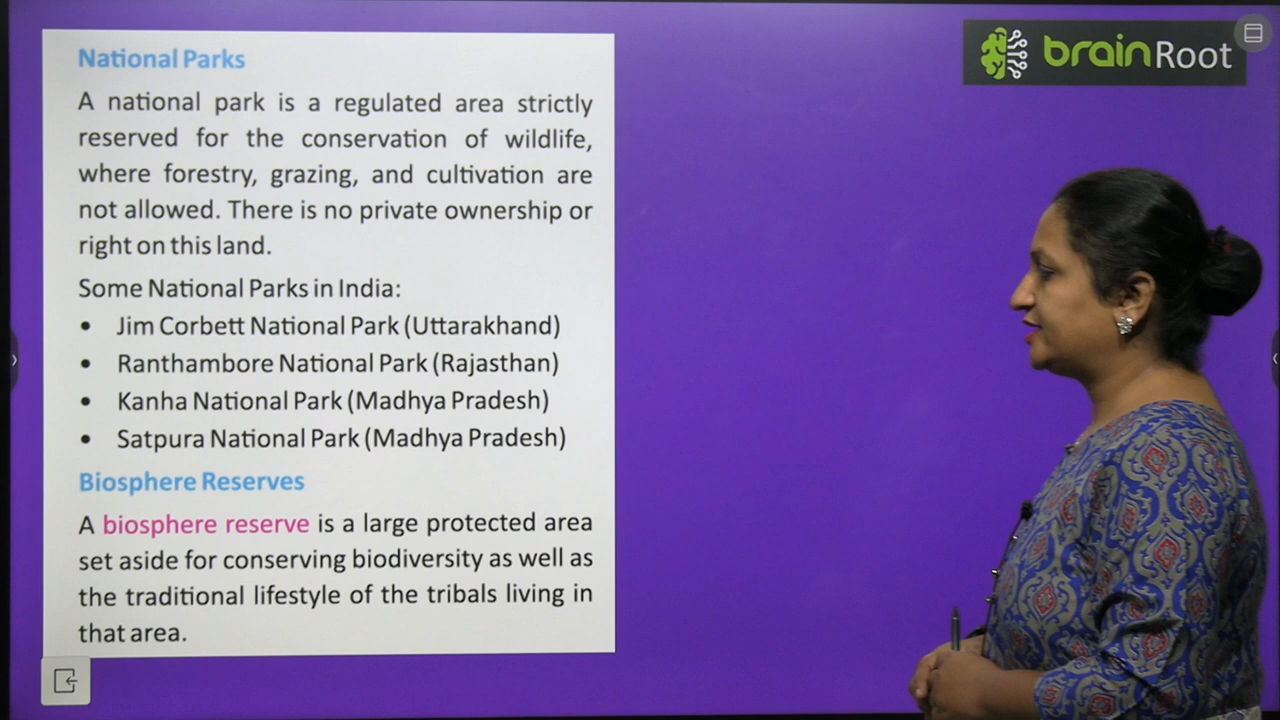 National Parks
A national park is a regulated area strictly
reserved for the conservation of wildlife,
where forestry, grazing, and cultivation are
not allowed. There is no private ownership or
right on this land.
Some National Parks in India:
• Jim Corbett National Park (Uttarakhand)
• Ranthambore National Park (Rajasthan)
• Kanha National Park (Madhya Pradesh)
• Satpura National Park (Madhya Pradesh)
Biosphere Reserves
A biosphere reserve is a large protected area
set aside for conserving biodiversity as well as
the traditional lifestyle of the tribals living in
that area.
brainRoot